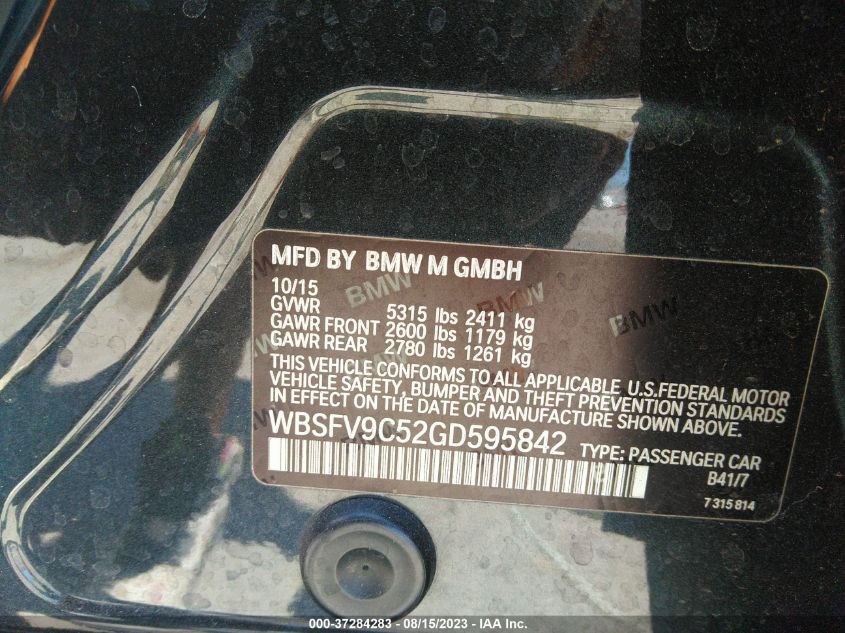 MFD BY BMW M GMBH
10/15
GVWR 5315 lbs 2411 kg
GAWR FRONT 2600 lbs 1179 kg
GAWR REAR 2780 lbs 1261 kg
THIS VEHICLE CONFORMS TO ALL APPLICABLE U.S.FEDERAL MOTOR
VEHICLE SAFETY, BUMPER AND THEFT PREVENTION STANDARDS
IN EFFECT ON THE DATE OF MANUFACTURE SHOWN ABOVE.
WBSFV9C52GD595842 TYPE: PASSENGER CAR
B41/7
7 315 814
BMW
BMW
BMW
000-37284283 - 08/15/2023 - IAA Inc.